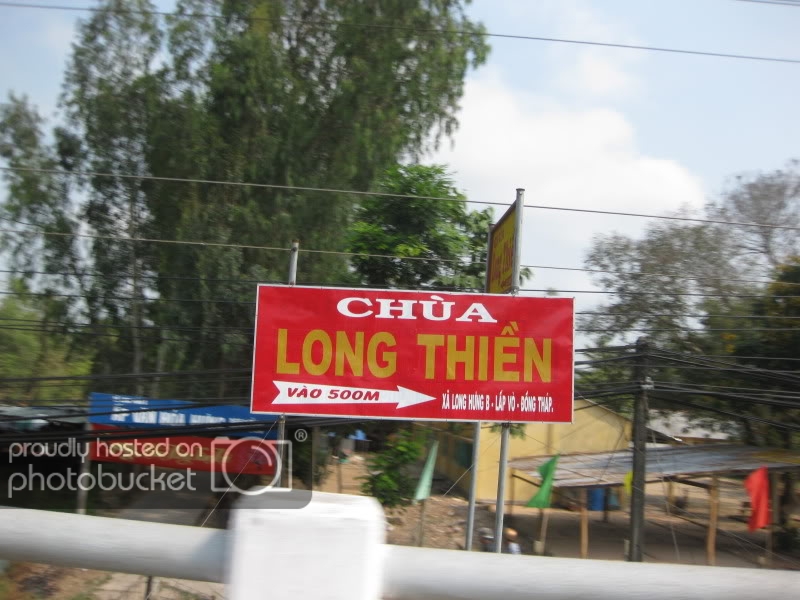 CHÙA
LONG THIỀN
VÀO 500M
XÃ LONG HƯNG B - LẤP VÒ - ĐỒNG THÁP.
proudly hosted on
photobucket